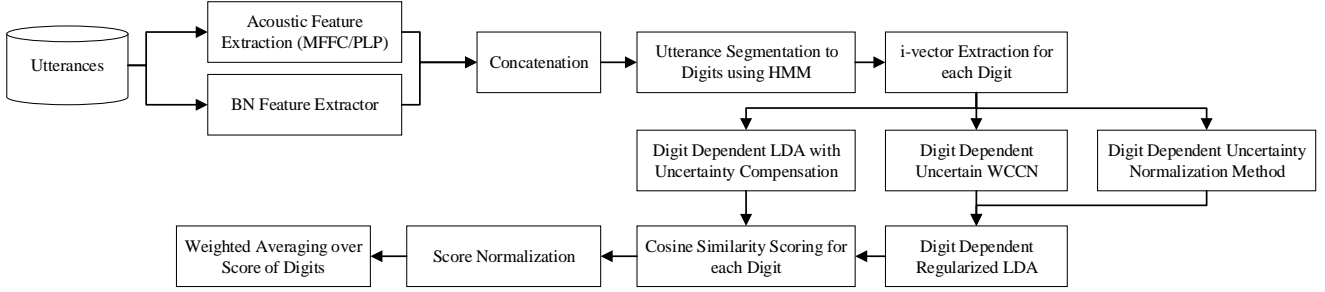 Utterances
Acoustic Feature
Extraction (MFFC/PLP)
BN Feature Extractor
Concatenation
Utterance Segmentation to
Digits using HMM
i-vector Extraction for
each Digit
Digit Dependent LDA with
Uncertainty Compensation
Digit Dependent
Uncertain WCCN
Digit Dependent Uncertainty
Normalization Method
Weighted Averaging over
Score of Digits
Score Normalization
Cosine Similarity Scoring for
each Digit
Digit Dependent
Regularized LDA